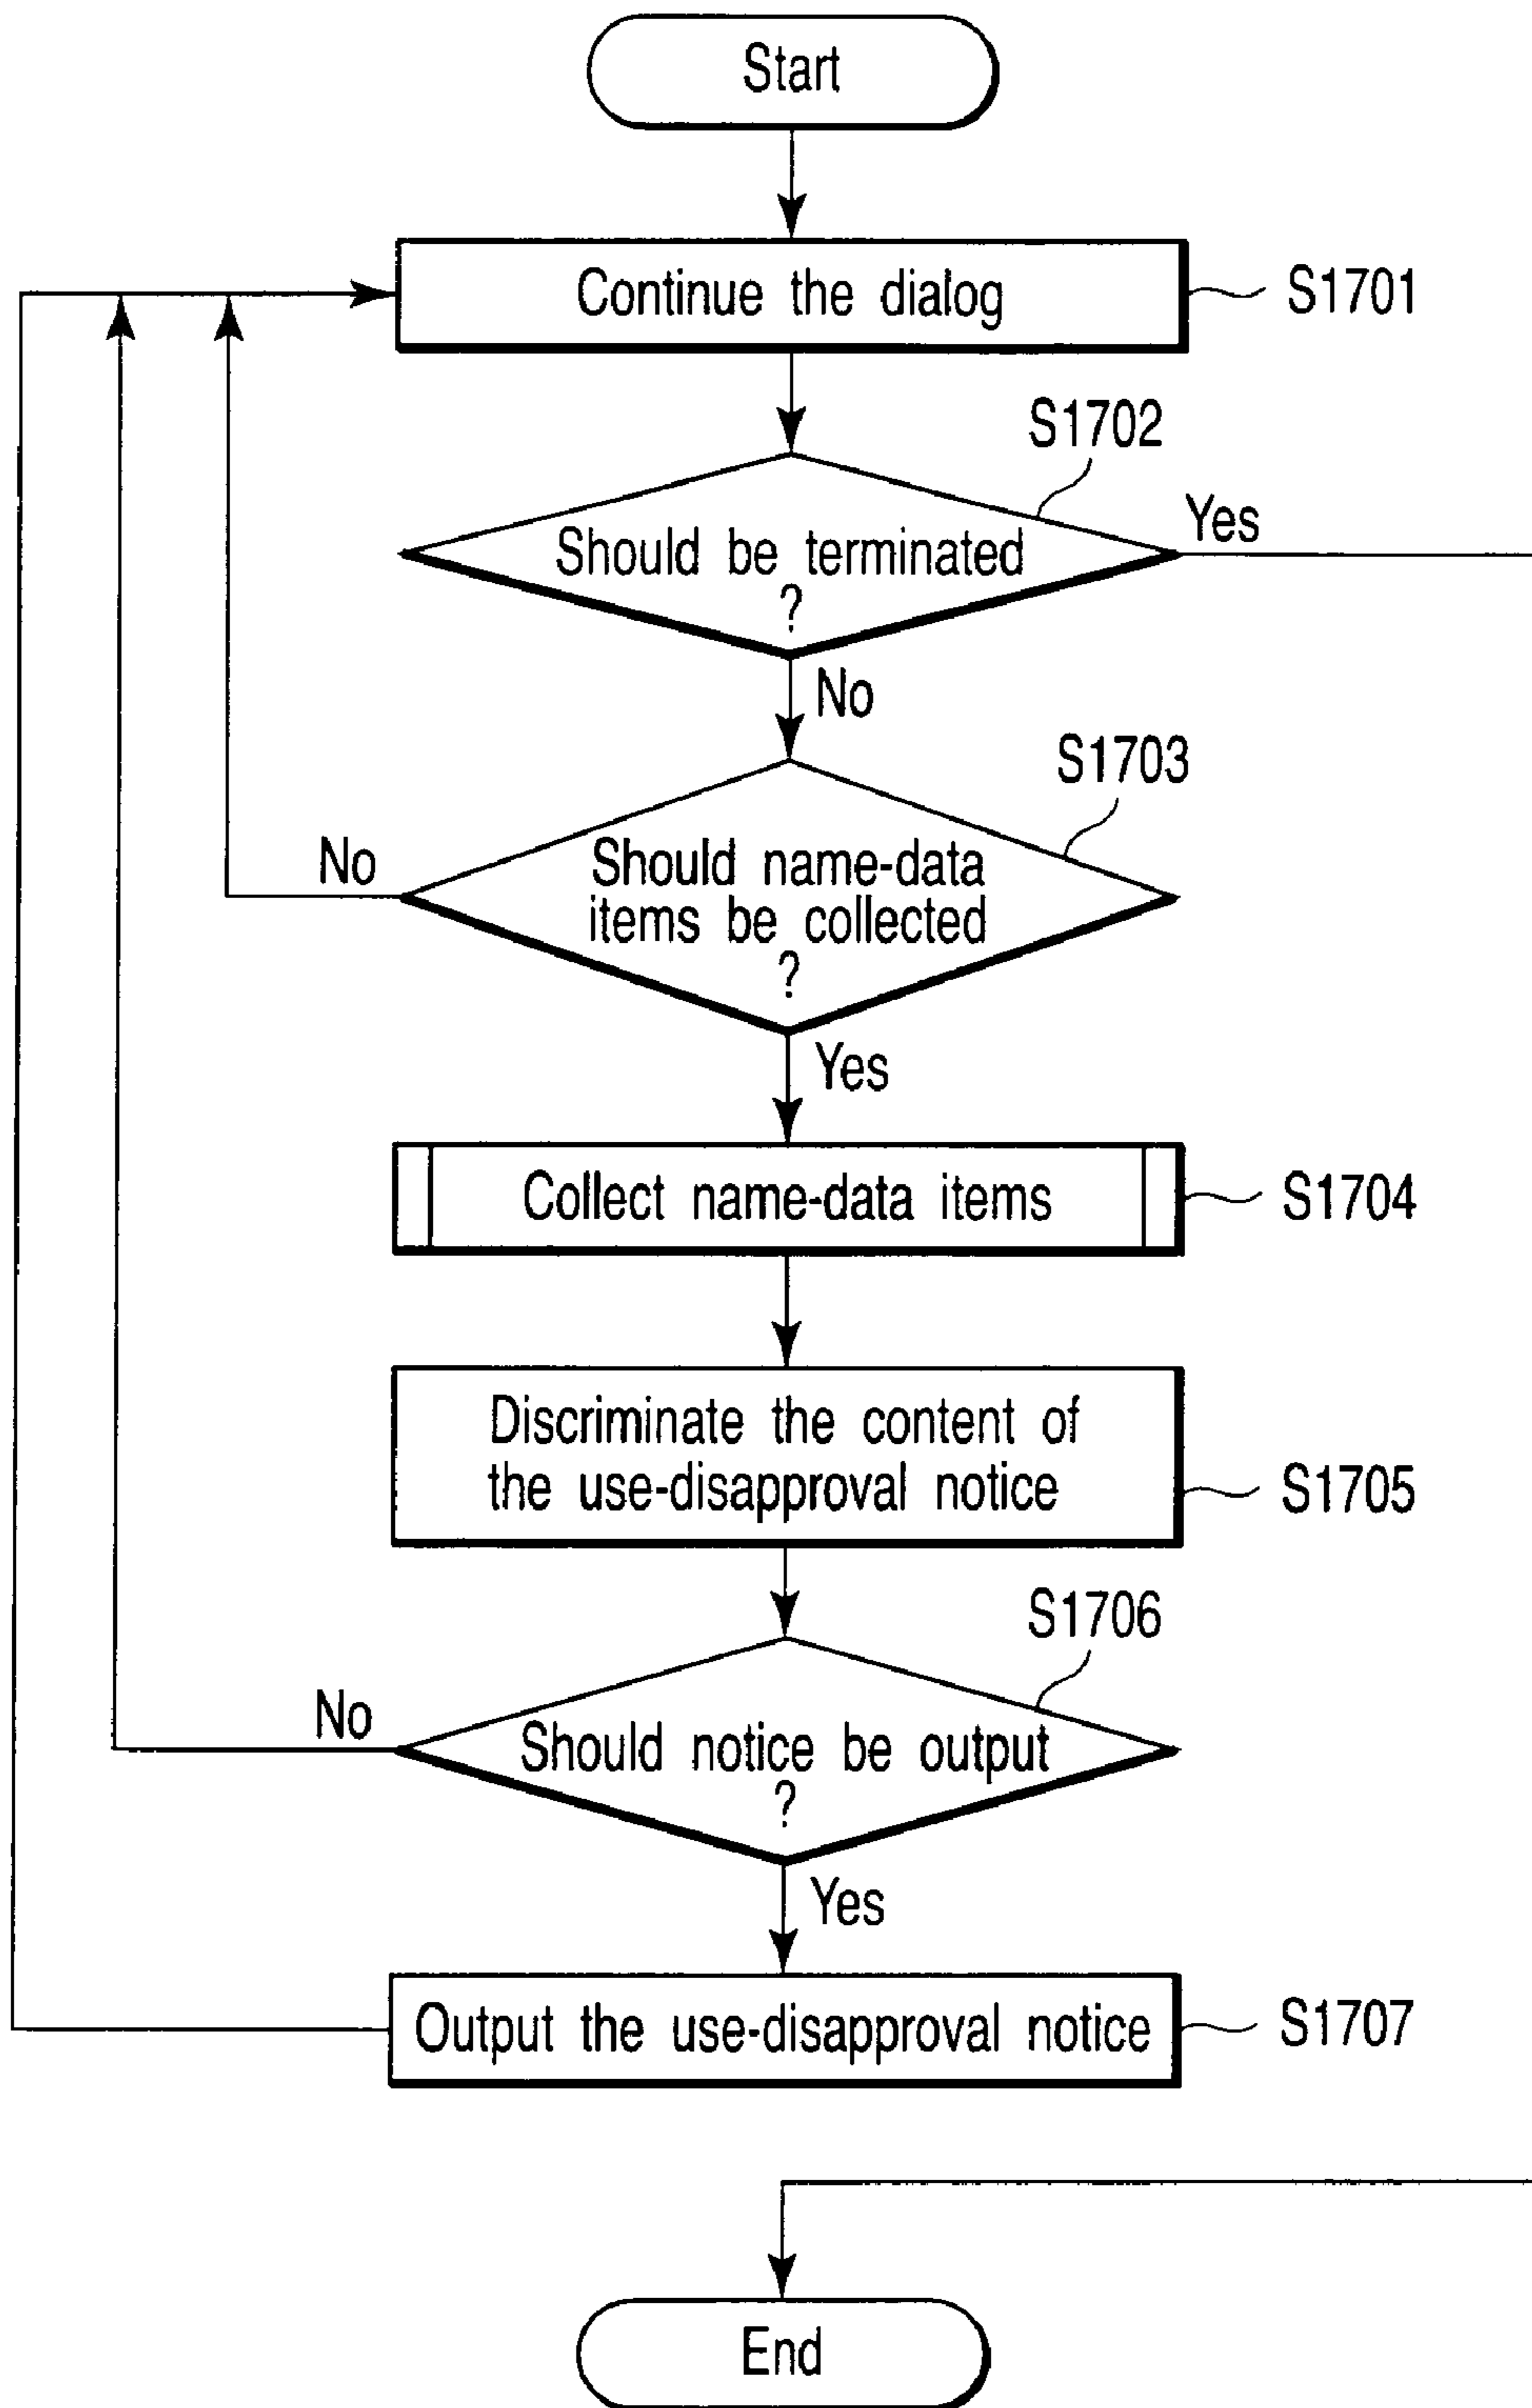 Start
Continue the dialog
S1701
S1702
Should be terminated
?
Yes
No
S1703
Should name-data
items be collected
?
No
Yes
Collect name-data items
S1704
Discriminate the content of
the use-disapproval notice
S1705
S1706
Should notice be output
?
No
Yes
Output the use-disapproval notice
S1707
End